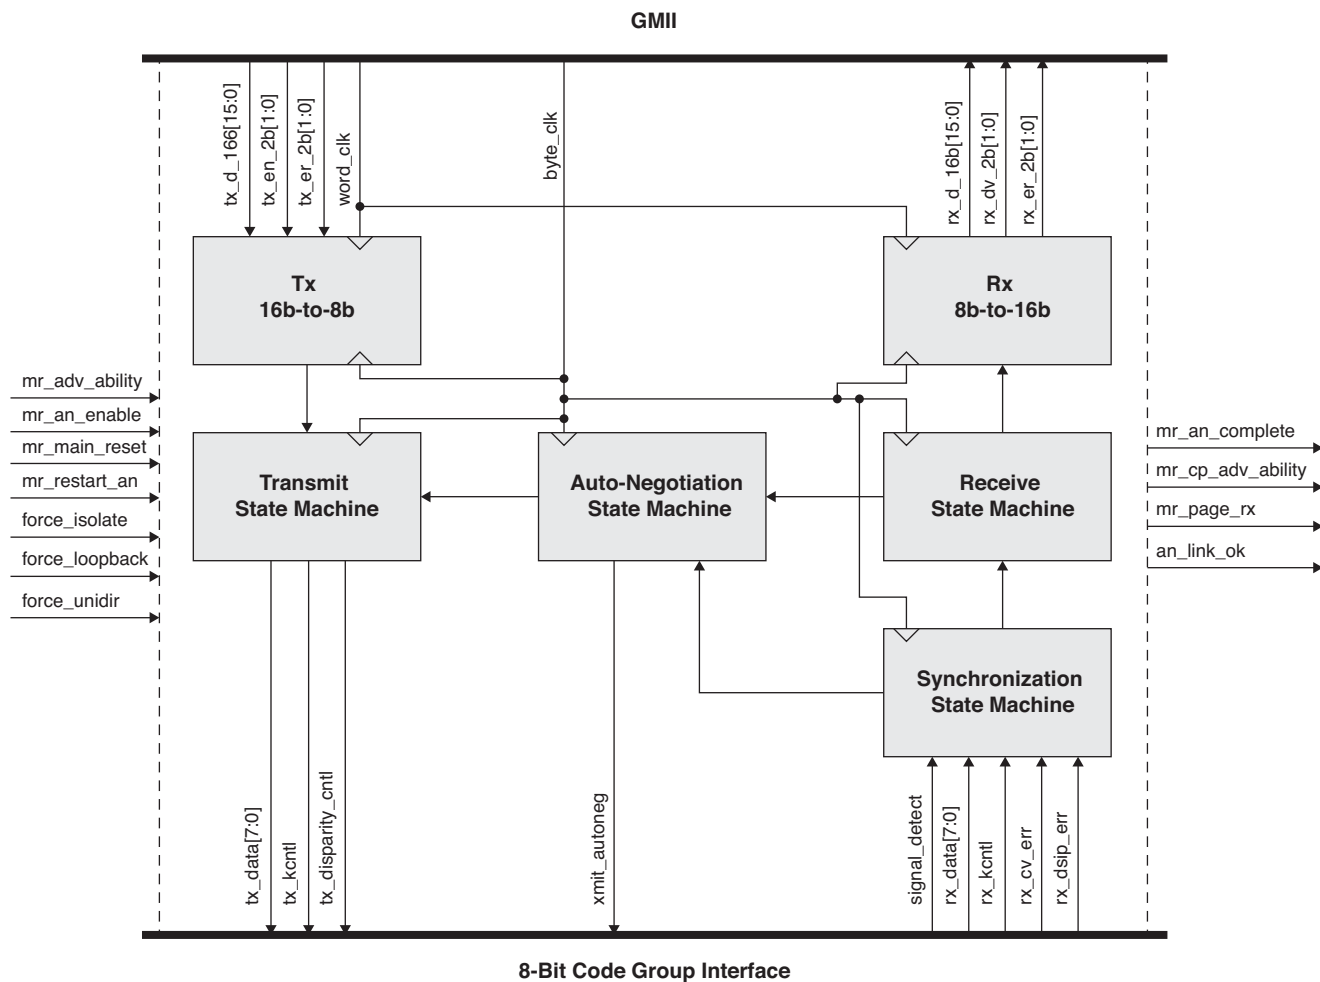 GMII
tx_d_166[15:0]
tx_en_2b[1:0]
tx_er_2b[1:0]
word_clk
byte_clk
rx_d_16b[15:0]
rx_dv_2b[1:0]
rx_er_2b[1:0]
Tx
16b-to-8b
Rx
8b-to-16b
mr_adv_ability
mr_an_enable
mr_main_reset
mr_restart_an
force_isolate
force_loopback
force_unidir
Transmit
State Machine
Auto-Negotiation
State Machine
Receive
State Machine
mr_an_complete
mr_cp_adv_ability
mr_page_rx
an_link_ok
Synchronization
State Machine
tx_data[7:0]
tx_kcntl
tx_disparity_cntl
xmit_autoneg
signal_detect
rx_data[7:0]
rx_kcntl
rx_cv_err
rx_dsip_err
8-Bit Code Group Interface